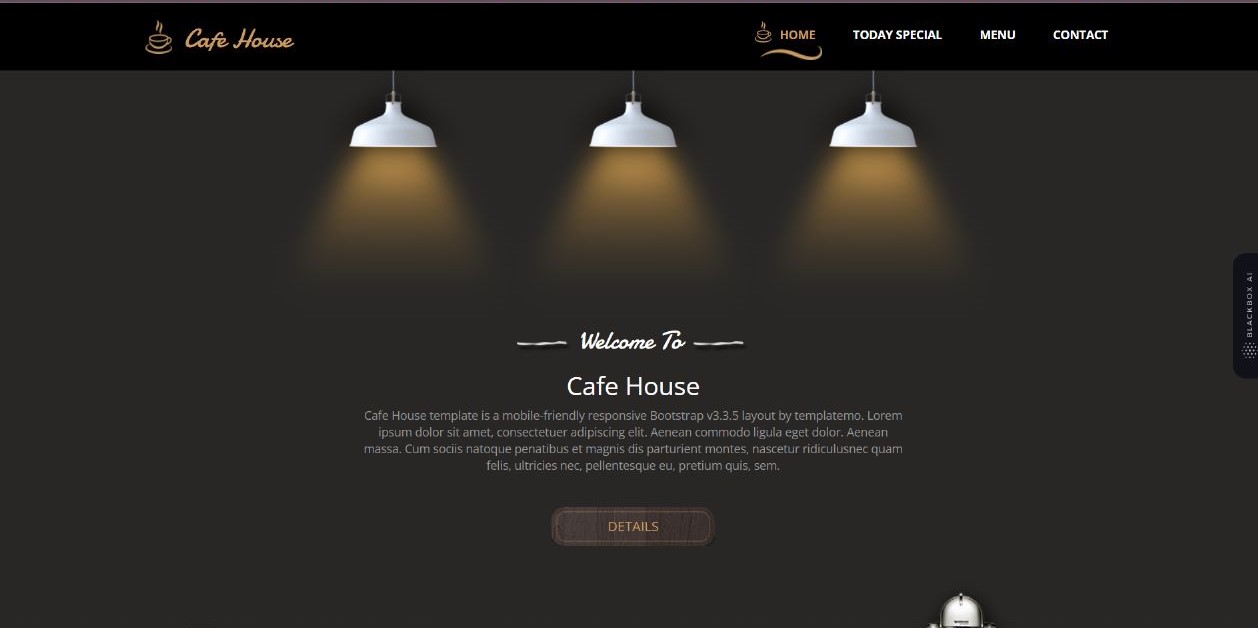 Cafe House
HOME
TODAY SPECIAL
MENU
CONTACT
BLACKBOX AI
Welcome To
Cafe House
Cafe House template is a mobile-friendly responsive Bootstrap v3.3.5 layout by templatemo. Lorem
ipsum dolor sit amet, consectetuer adipiscing elit. Aenean commodo ligula eget dolor. Aenean
massa. Cum sociis natoque penatibus et magnis dis parturient montes, nascetur ridiculusnec quam
felis, ultricies nec, pellentesque eu, pretium quis, sem.
DETAILS